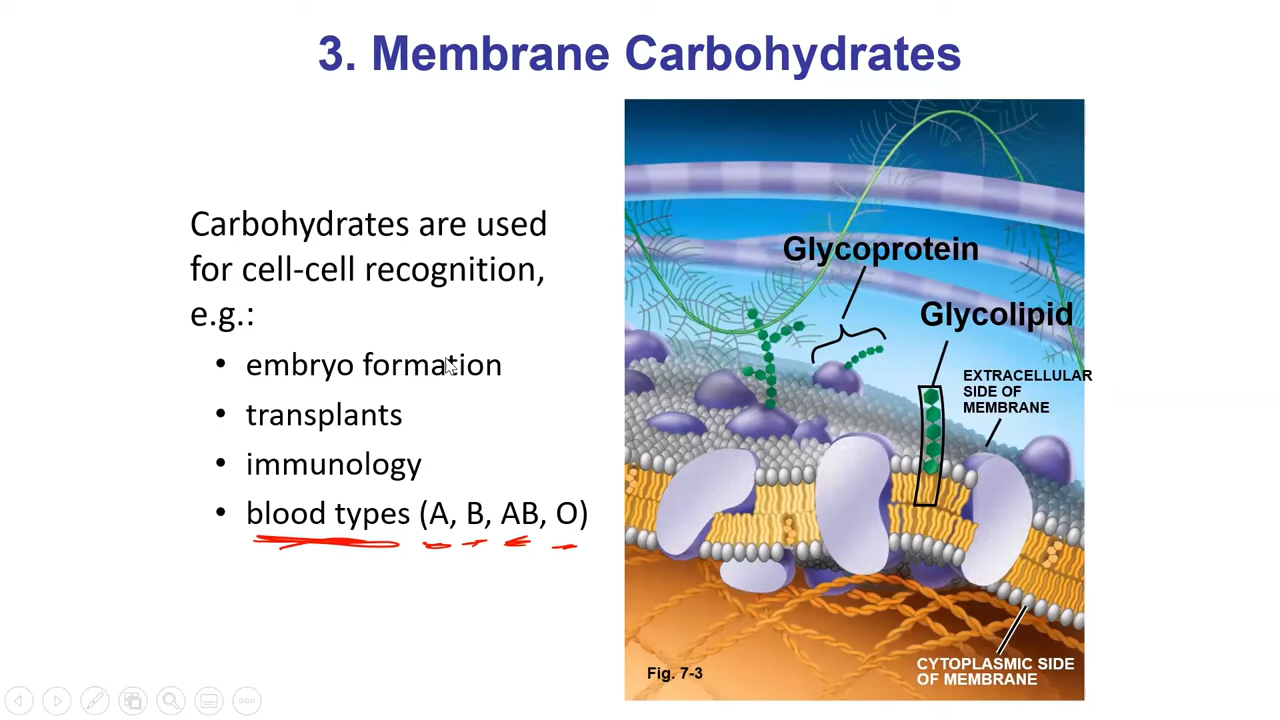 3. Membrane Carbohydrates
Carbohydrates are used
for cell-cell recognition,
e.g.:
• embryo formation
• transplants
• immunology
• blood types (A, B, AB, O)
Glycoprotein
Glycolipid
EXTRACELLULAR
SIDE OF
MEMBRANE
Fig. 7-3
CYTOPLASMIC SIDE
OF MEMBRANE